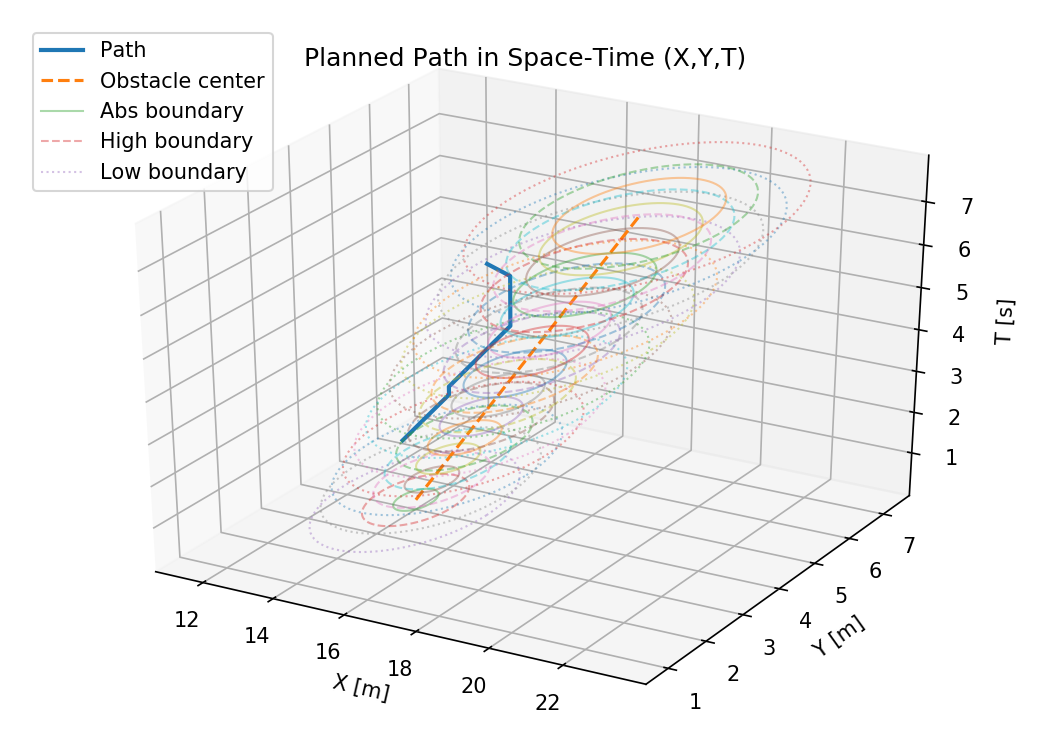 Planned Path in Space-Time (X,Y,T)
Path
Obstacle center
Abs boundary
High boundary
Low boundary
7
6
5
4
3
2
1
T [s]
12
14
16
18
20
22
X [m]
7
6
5
4
3
2
1
Y [m]